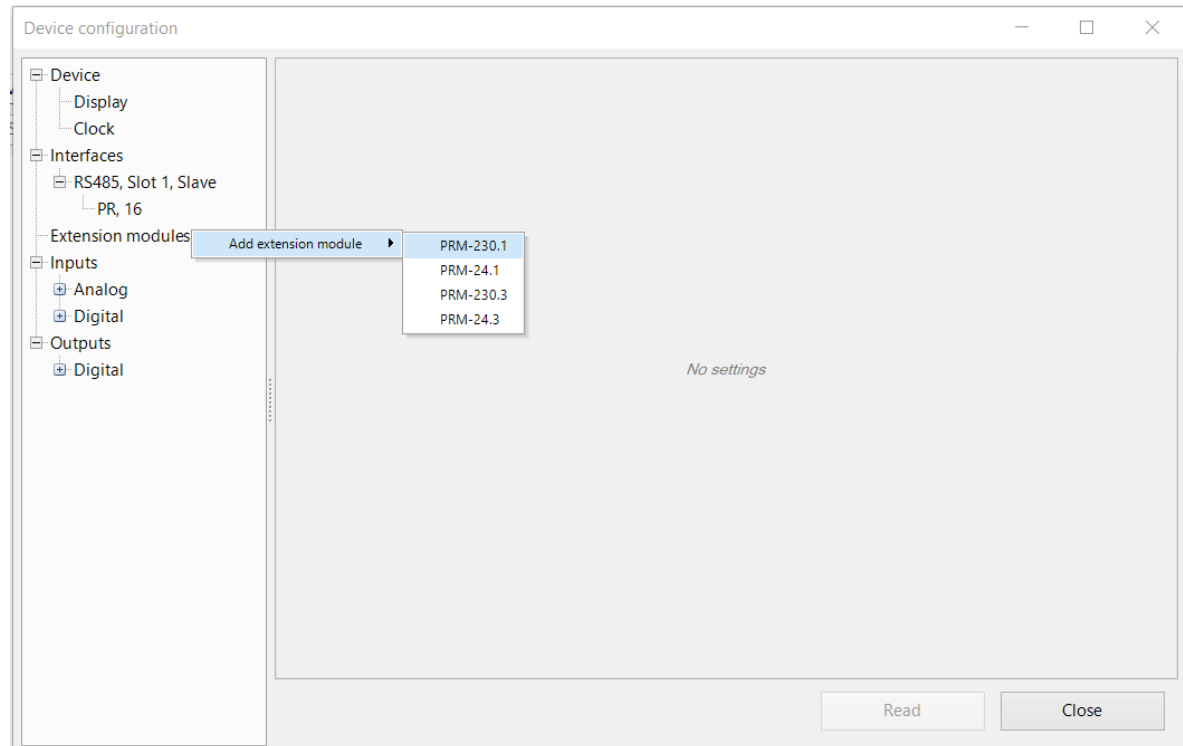 Device configuration
Device
Display
Clock
Interfaces
RS485, Slot 1, Slave
PR, 16
Extension modules
Add extension module
PRM-230.1
PRM-24.1
PRM-230.3
PRM-24.3
Inputs
Analog
Digital
Outputs
Digital
No settings
Read
Close